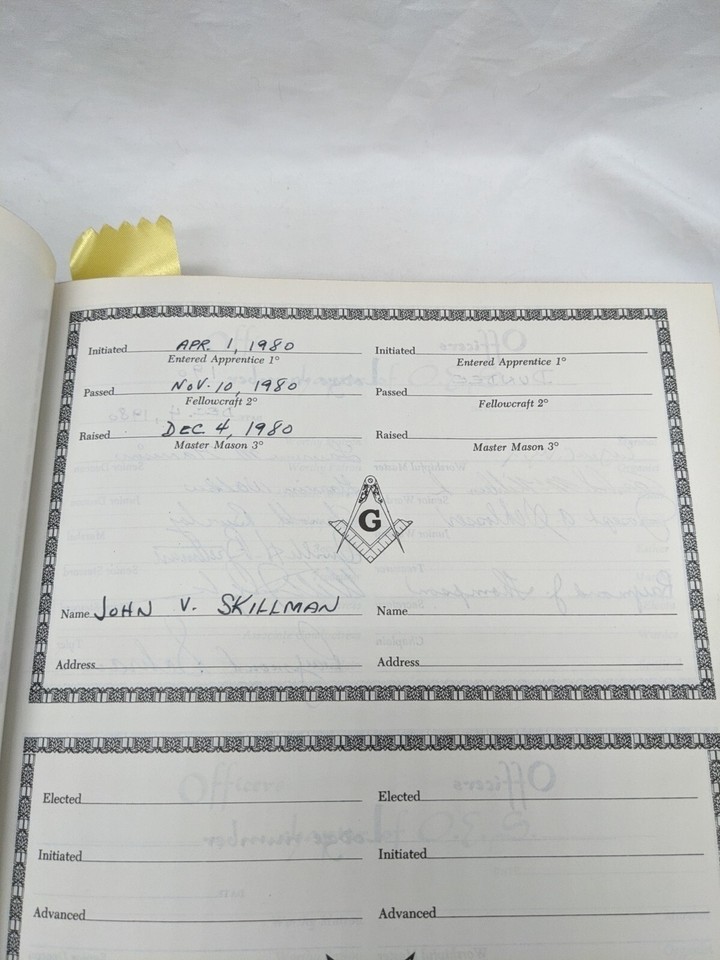 Initiated APR. 1, 1980 Initiated
Entered Apprentice 1° Entered Apprentice 1°
Passed NOV. 10, 1980 Passed
Fellowcraft 2° Fellowcraft 2°
Raised DEC. 4, 1980 Raised
Master Mason 3° Master Mason 3°
G
Name JOHN V. SKILLMAN Name
Address Address
Elected Elected
Initiated Initiated
Advanced Advanced